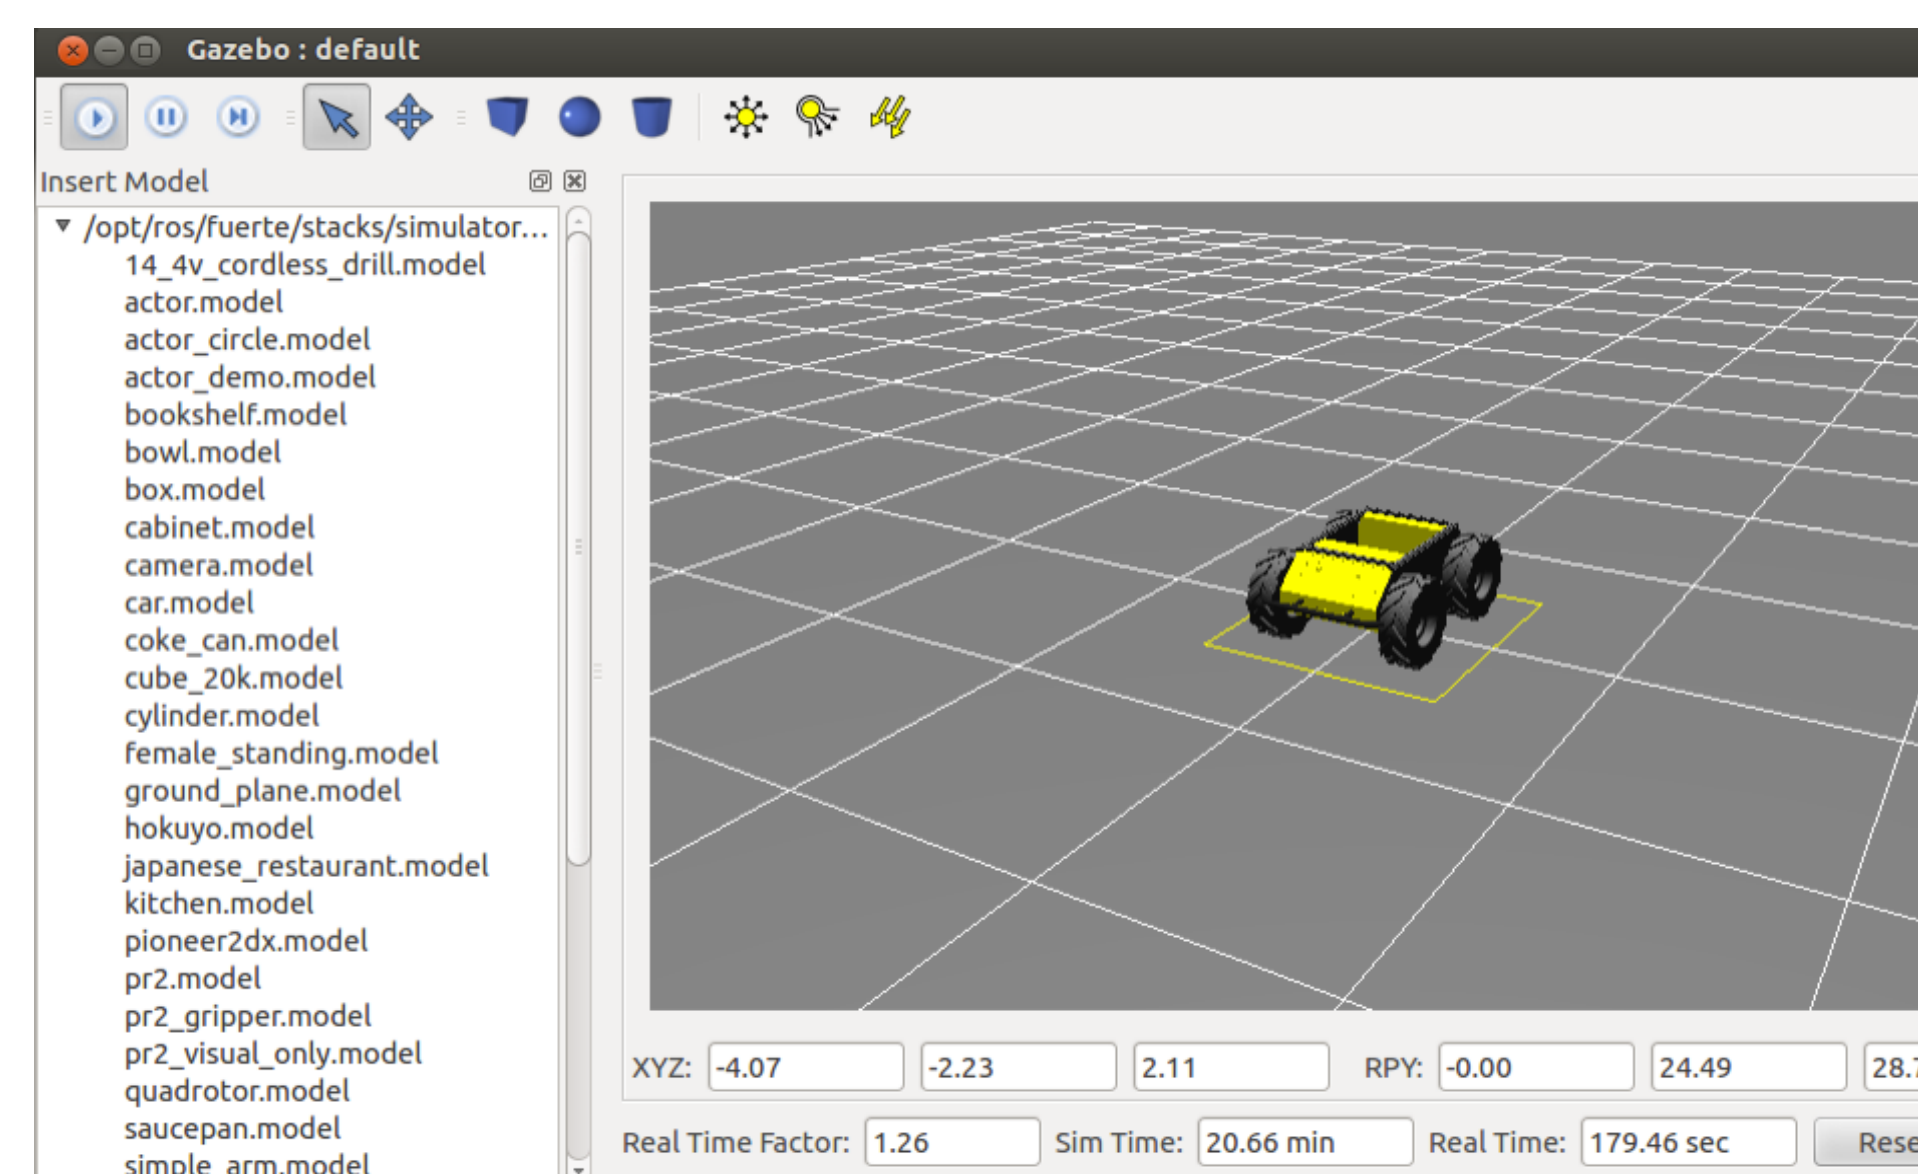 Gazebo : default
Insert Model
/opt/ros/fuerte/stacks/simulator...
14_4v_cordless_drill.model
actor.model
actor_circle.model
actor_demo.model
bookshelf.model
bowl.model
box.model
cabinet.model
camera.model
car.model
coke_can.model
cube_20k.model
cylinder.model
female_standing.model
ground_plane.model
hokuyo.model
japanese_restaurant.model
kitchen.model
pioneer2dx.model
pr2.model
pr2_gripper.model
pr2_visual_only.model
quadrotor.model
saucepan.model
simple_arm.model
XYZ: -4.07 -2.23 2.11 RPY: -0.00 24.49 28.7
Real Time Factor: 1.26 Sim Time: 20.66 min Real Time: 179.46 sec Rese